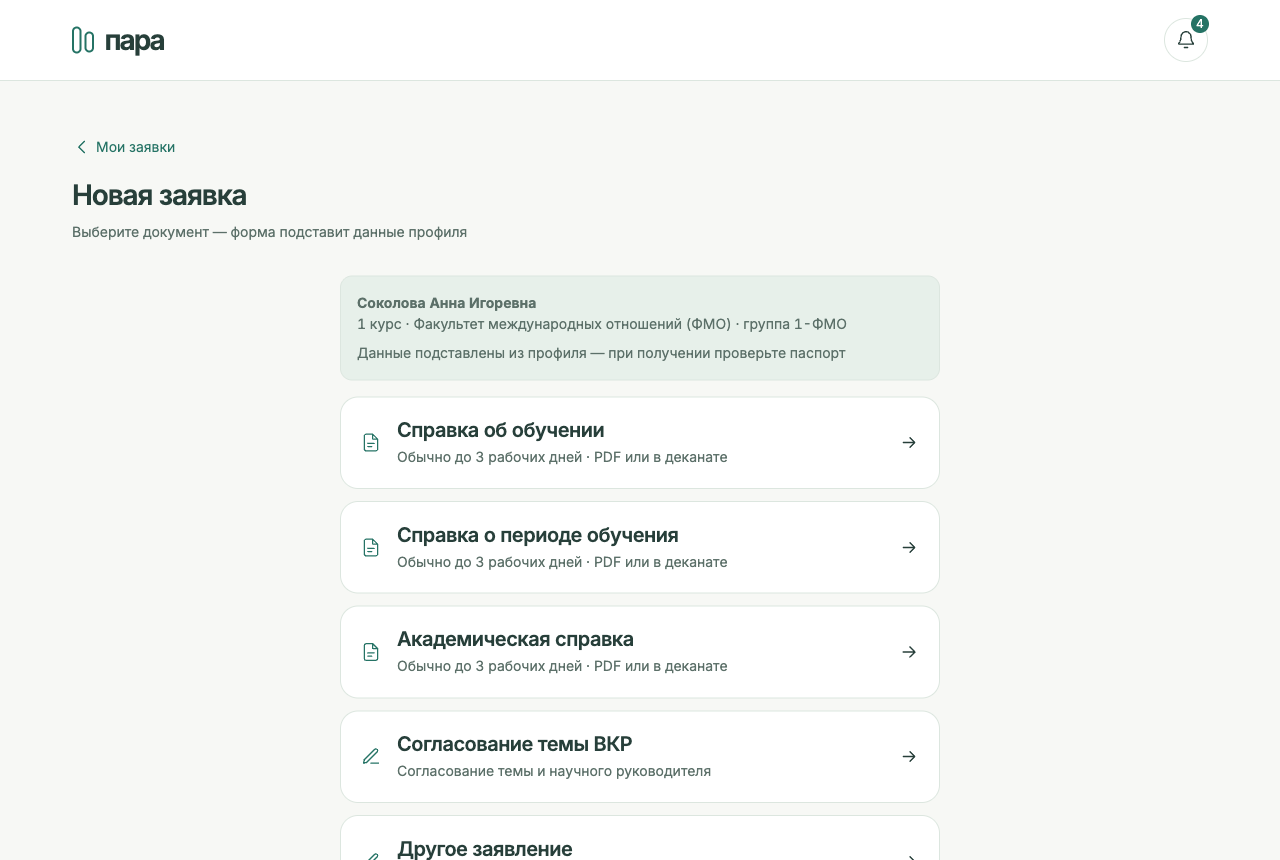 пара
4
Мои заявки
Новая заявка
Выберите документ — форма подставит данные профиля
Соколова Анна Игоревна
1 курс · Факультет международных отношений (ФМО) · группа 1-ФМО
Данные подставлены из профиля — при получении проверьте паспорт
Справка об обучении
Обычно до 3 рабочих дней · PDF или в деканате
Справка о периоде обучения
Обычно до 3 рабочих дней · PDF или в деканате
Академическая справка
Обычно до 3 рабочих дней · PDF или в деканате
Согласование темы ВКР
Согласование темы и научного руководителя
Другое заявление